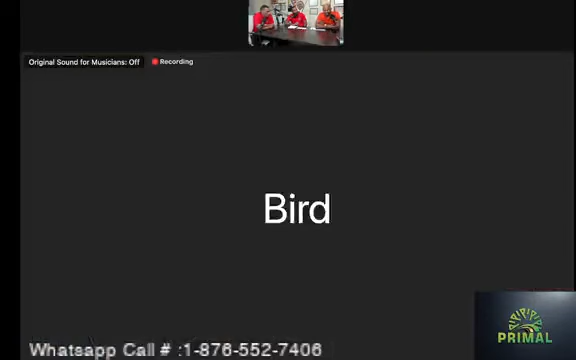 Original Sound for Musicians: Off
Recording
Bird
PRIMAL
Whatsapp Call # :1-876-552-7406